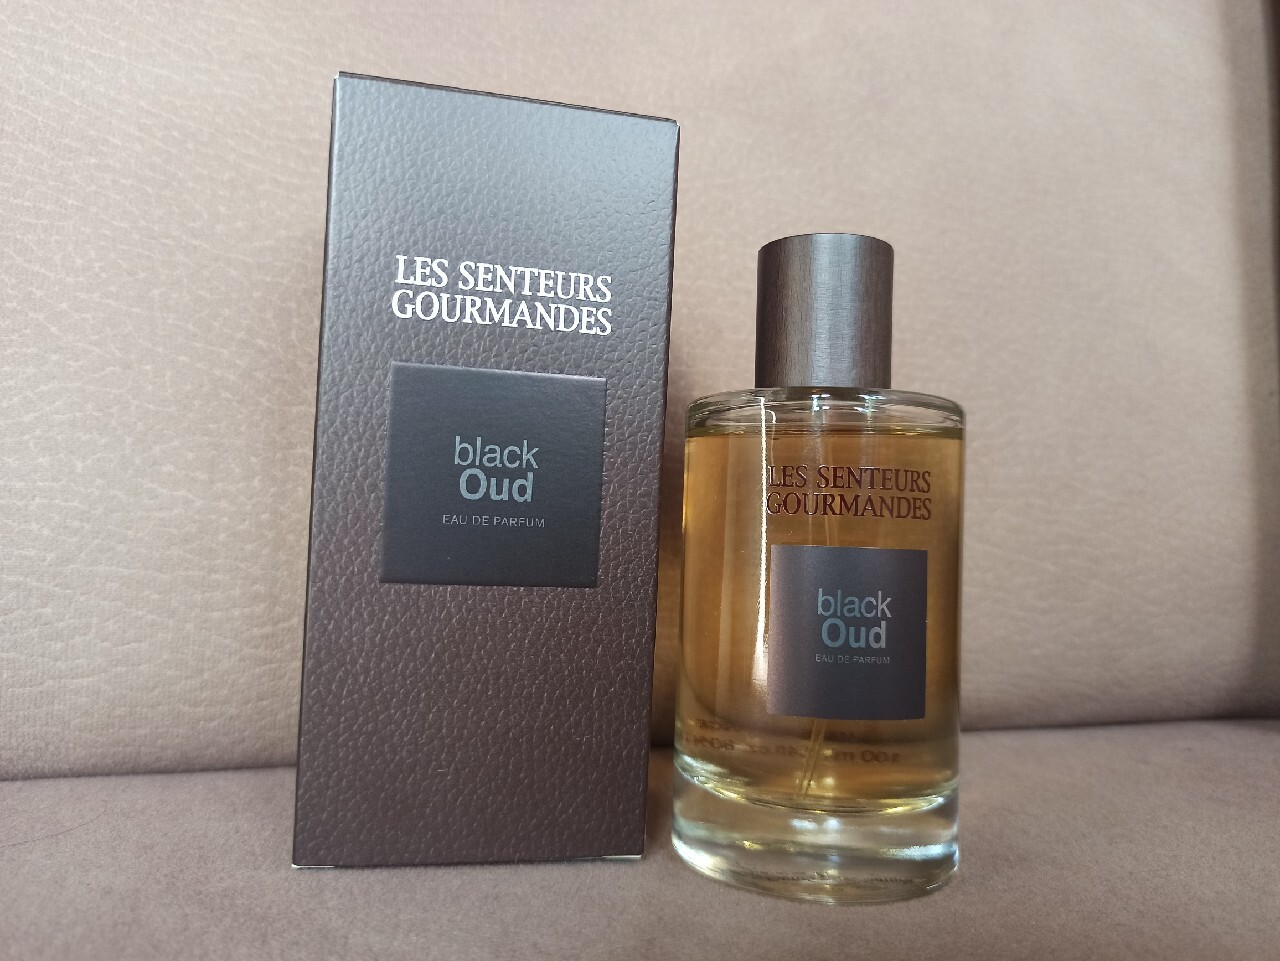 LES SENTEURS
GOURMANDES
black
Oud
EAU DE PARFUM
LES SENTEURS
GOURMANDES
black
Oud
EAU DE PARFUM